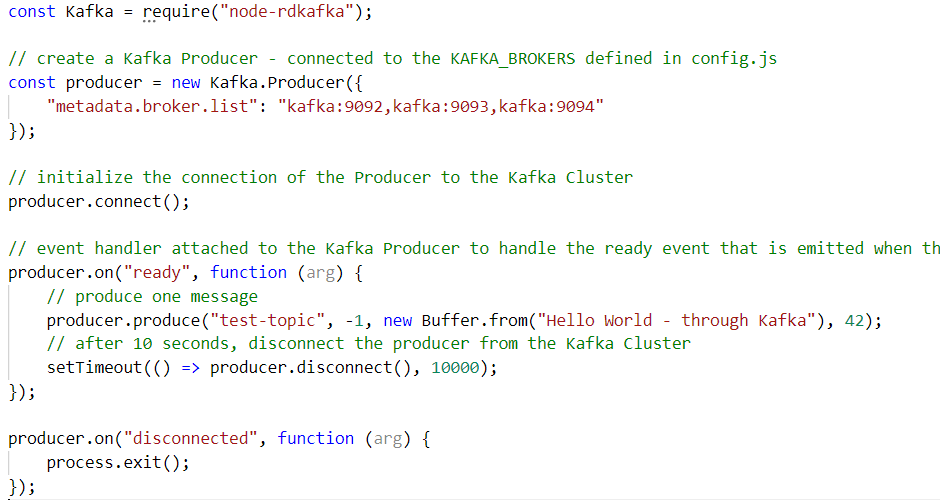 const Kafka = require("node-rdkafka");
// create a Kafka Producer - connected to the KAFKA_BROKERS defined in config.js
const producer = new Kafka.Producer({
    "metadata.broker.list": "kafka:9092,kafka:9093,kafka:9094"
});
// initialize the connection of the Producer to the Kafka Cluster
producer.connect();
// event handler attached to the Kafka Producer to handle the ready event that is emitted when th
producer.on("ready", function (arg) {
    // produce one message
    producer.produce("test-topic", -1, new Buffer.from("Hello World - through Kafka"), 42);
    // after 10 seconds, disconnect the producer from the Kafka Cluster
    setTimeout(() => producer.disconnect(), 10000);
});
producer.on("disconnected", function (arg) {
    process.exit();
});